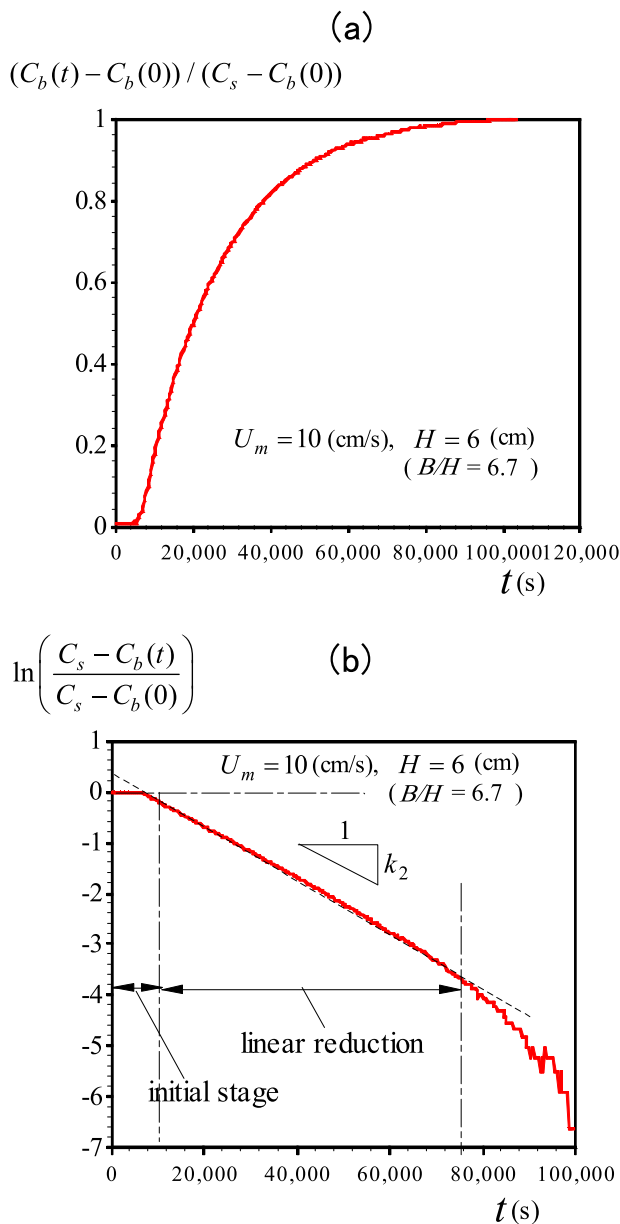 (a)
(C_b(t) − C_b(0)) / (C_s − C_b(0))
1
0.8
0.6
0.4
0.2
0
U_m = 10 (cm/s), H = 6 (cm)
( B/H = 6.7 )
0 20,000 40,000 60,000 80,000 100,000 120,000
t (s)
(b)
ln( (C_s − C_b(t)) / (C_s − C_b(0)) )
1
0
-1
-2
-3
-4
-5
-6
-7
U_m = 10 (cm/s), H = 6 (cm)
( B/H = 6.7 )
1
k_2
linear reduction
initial stage
0 20,000 40,000 60,000 80,000 100,000
t (s)